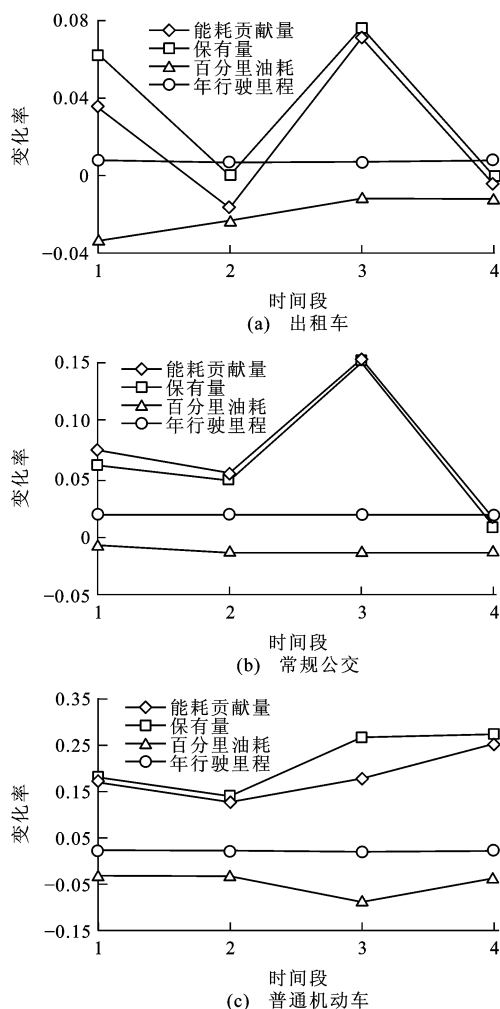 能耗贡献量
保有量
百分里油耗
年行驶里程
变化率
0.08
0.04
0
−0.04
1 2 3 4
时间段
(a) 出租车
能耗贡献量
保有量
百分里油耗
年行驶里程
变化率
0.15
0.10
0.05
0
−0.05
1 2 3 4
时间段
(b) 常规公交
能耗贡献量
保有量
百分里油耗
年行驶里程
变化率
0.35
0.25
0.15
0.05
−0.05
−0.15
1 2 3 4
时间段
(c) 普通机动车